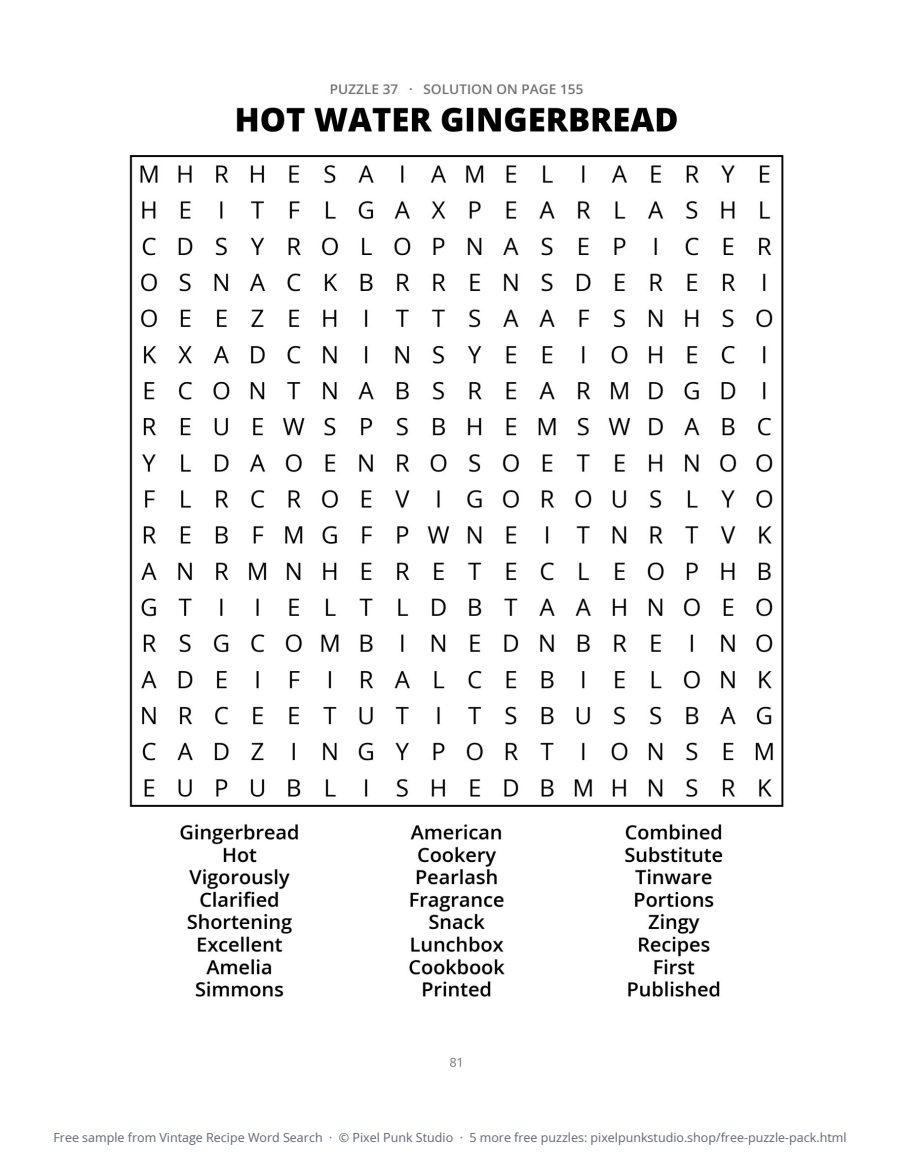 PUZZLE 37 · SOLUTION ON PAGE 155
HOT WATER GINGERBREAD
M H R H E S A I A M E L I A E R Y E
H E I T F L G A X P E A R L A S H L
C D S Y R O L O P N A S E P I C E R
O S N A C K B R R E N S D E R E R I
O E E Z E H I T T S A A F S N H S O
K X A D C N I N S Y E E I O H E C I
E C O N T N A B S R E A R M D G D I
R E U E W S P S B H E M S W D A B C
Y L D A O E N R O S O E T E H N O O
F L R C R O E V I G O R O U S L Y O
R E B F M G F P W N E I T N R T V K
A N R M N H E R E T E C L E O P H B
G T I I E L T L D B T A A H N O E O
R S G C O M B I N E D N B R E I N O
A D E I F I R A L C E B I E L O N K
N R C E E T U T I T S B U S S B A G
C A D Z I N G Y P O R T I O N S E M
E U P U B L I S H E D B M H N S R K
Gingerbread American Combined
Hot Cookery Substitute
Vigorously Pearlash Tinware
Clarified Fragrance Portions
Shortening Snack Zingy
Excellent Lunchbox Recipes
Amelia Cookbook First
Simmons Printed Published
81
Free sample from Vintage Recipe Word Search · © Pixel Punk Studio · 5 more free puzzles: pixelpunkstudio.shop/free-puzzle-pack.html